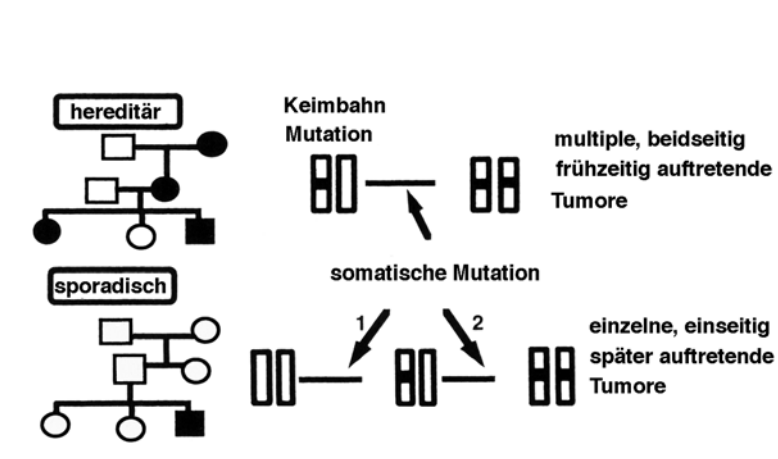 hereditär
Keimbahn
Mutation
multiple, beidseitig
frühzeitig auftretende
Tumore
somatische Mutation
sporadisch
1
2
einzelne, einseitig
später auftretende
Tumore